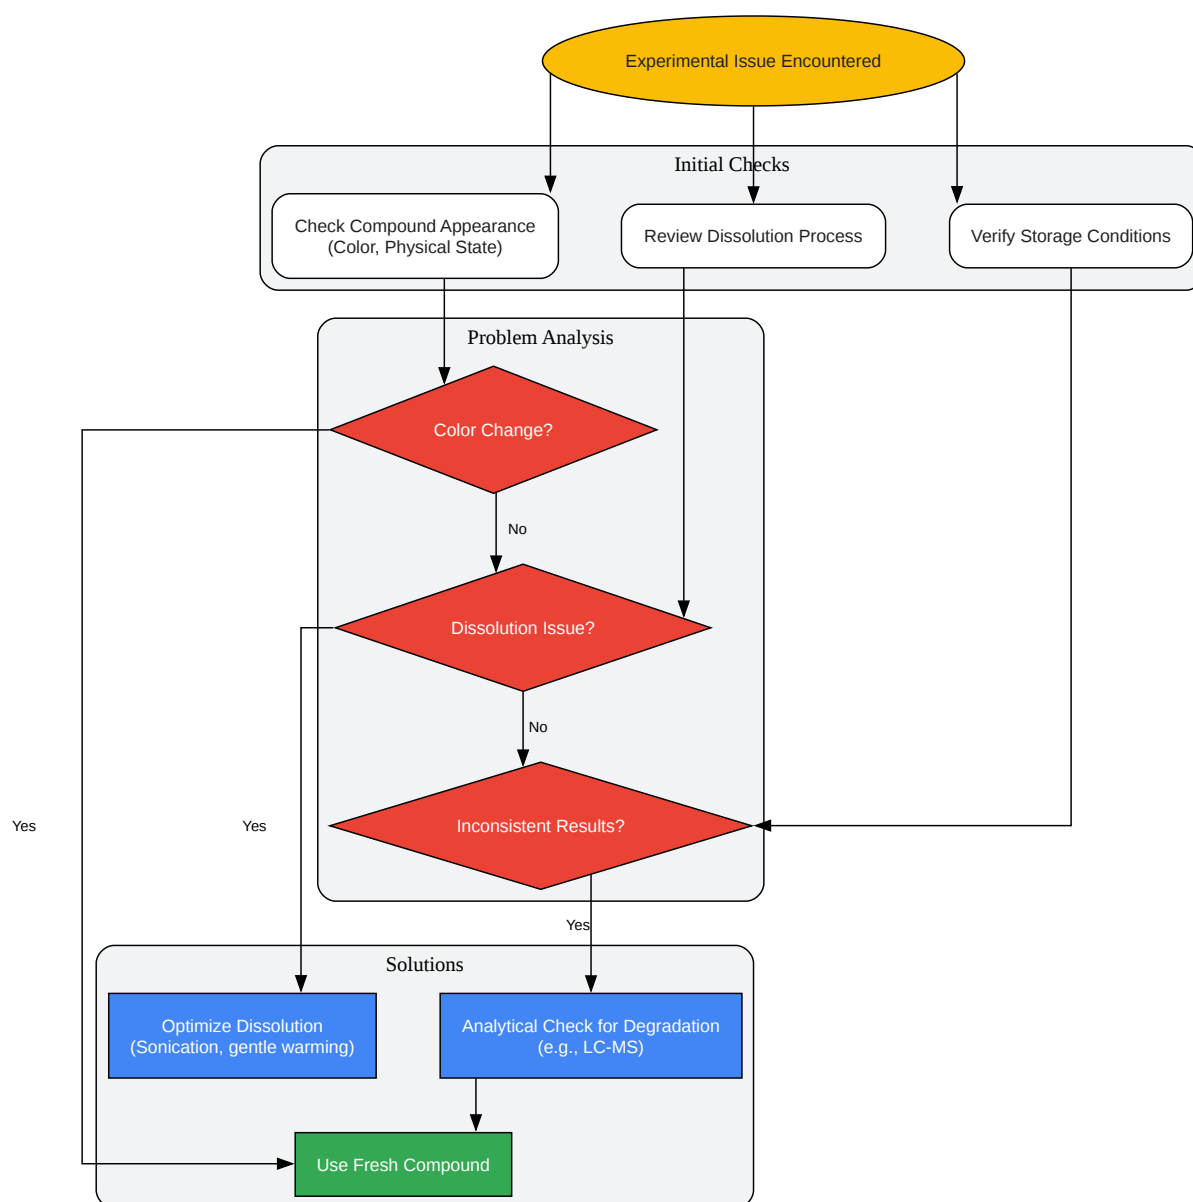 Experimental Issue Encountered
Initial Checks
Check Compound Appearance
(Color, Physical State)
Review Dissolution Process
Verify Storage Conditions
Problem Analysis
Color Change?
No
Dissolution Issue?
No
Yes
Yes
Inconsistent Results?
Yes
Solutions
Optimize Dissolution
(Sonication, gentle warming)
Analytical Check for Degradation
(e.g., LC-MS)
Use Fresh Compound